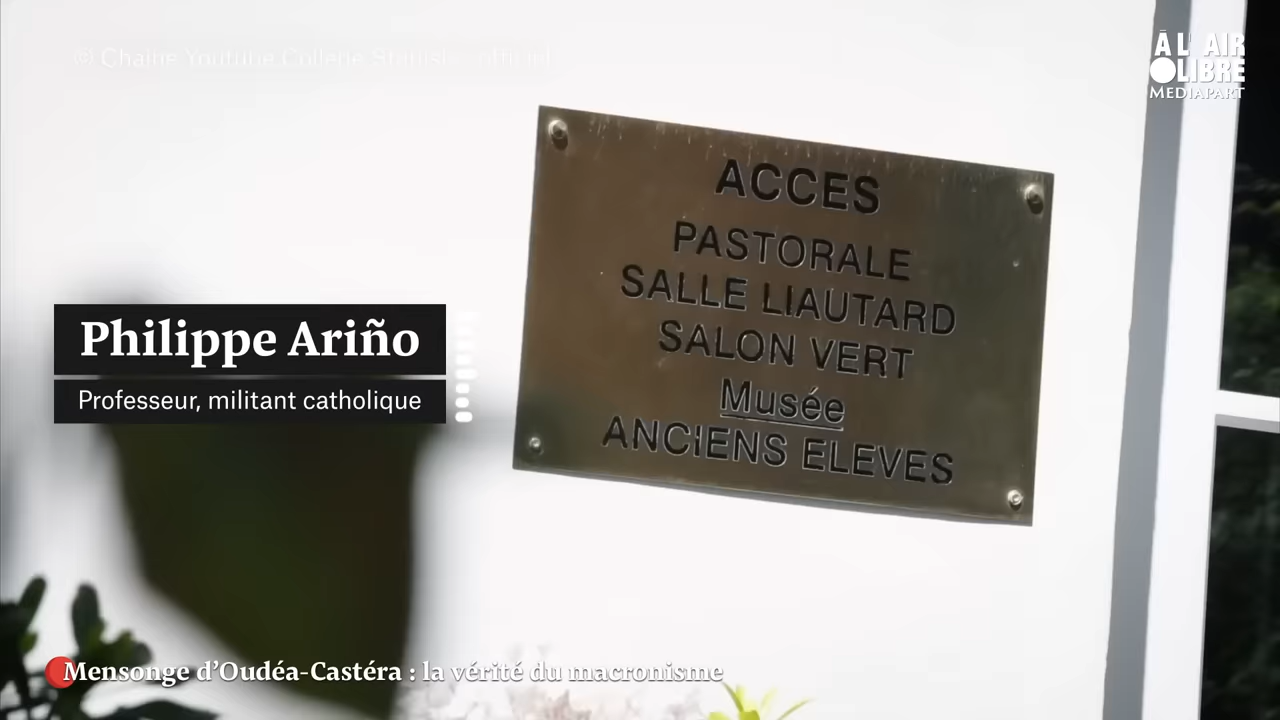 © Chaîne Youtube Collège Stanislas officiel
À L'AIR
LIBRE
MEDIAPART
ACCES
PASTORALE
SALLE LIAUTARD
SALON VERT
Musée
ANCIENS ELEVES
Philippe Ariño
Professeur, militant catholique
Mensonge d'Oudéa-Castéra : la vérité du macronisme